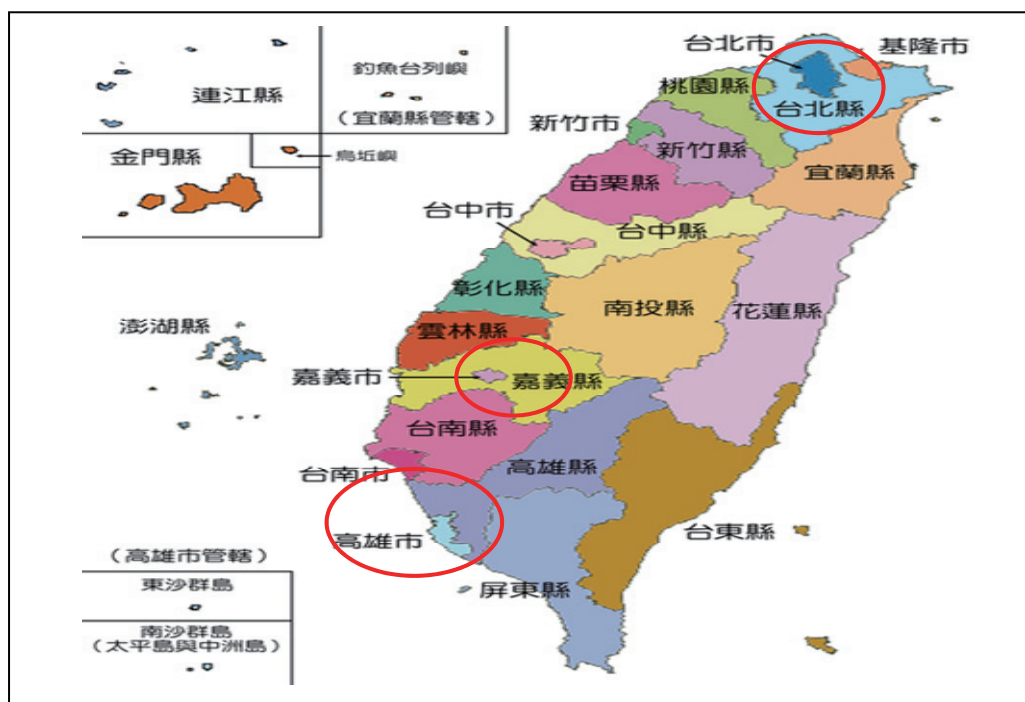 連江縣
釣魚台列嶼
（宜蘭縣管轄）
金門縣
烏坵嶼
台北市
基隆市
桃園縣
台北縣
新竹市
新竹縣
宜蘭縣
苗栗縣
台中市
台中縣
彰化縣
南投縣
花蓮縣
澎湖縣
雲林縣
嘉義市
嘉義縣
台南縣
台南市
高雄縣
高雄市
台東縣
屏東縣
（高雄市管轄）
東沙群島
南沙群島
（太平島與中洲島）